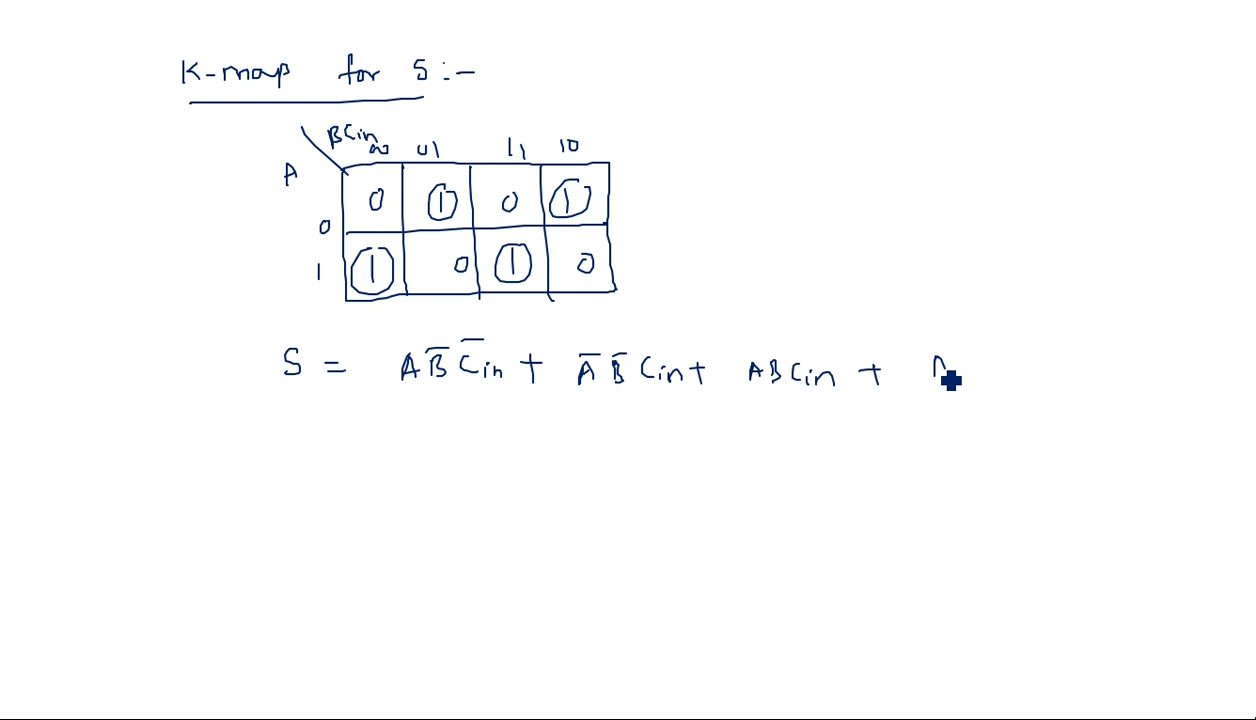 K-map for S :-
BCin
00 01 11 10
A
0 1 0 1
0
1 1 0 1 0
S = AB̅C̅in + A̅B̅Cin + ABCin +